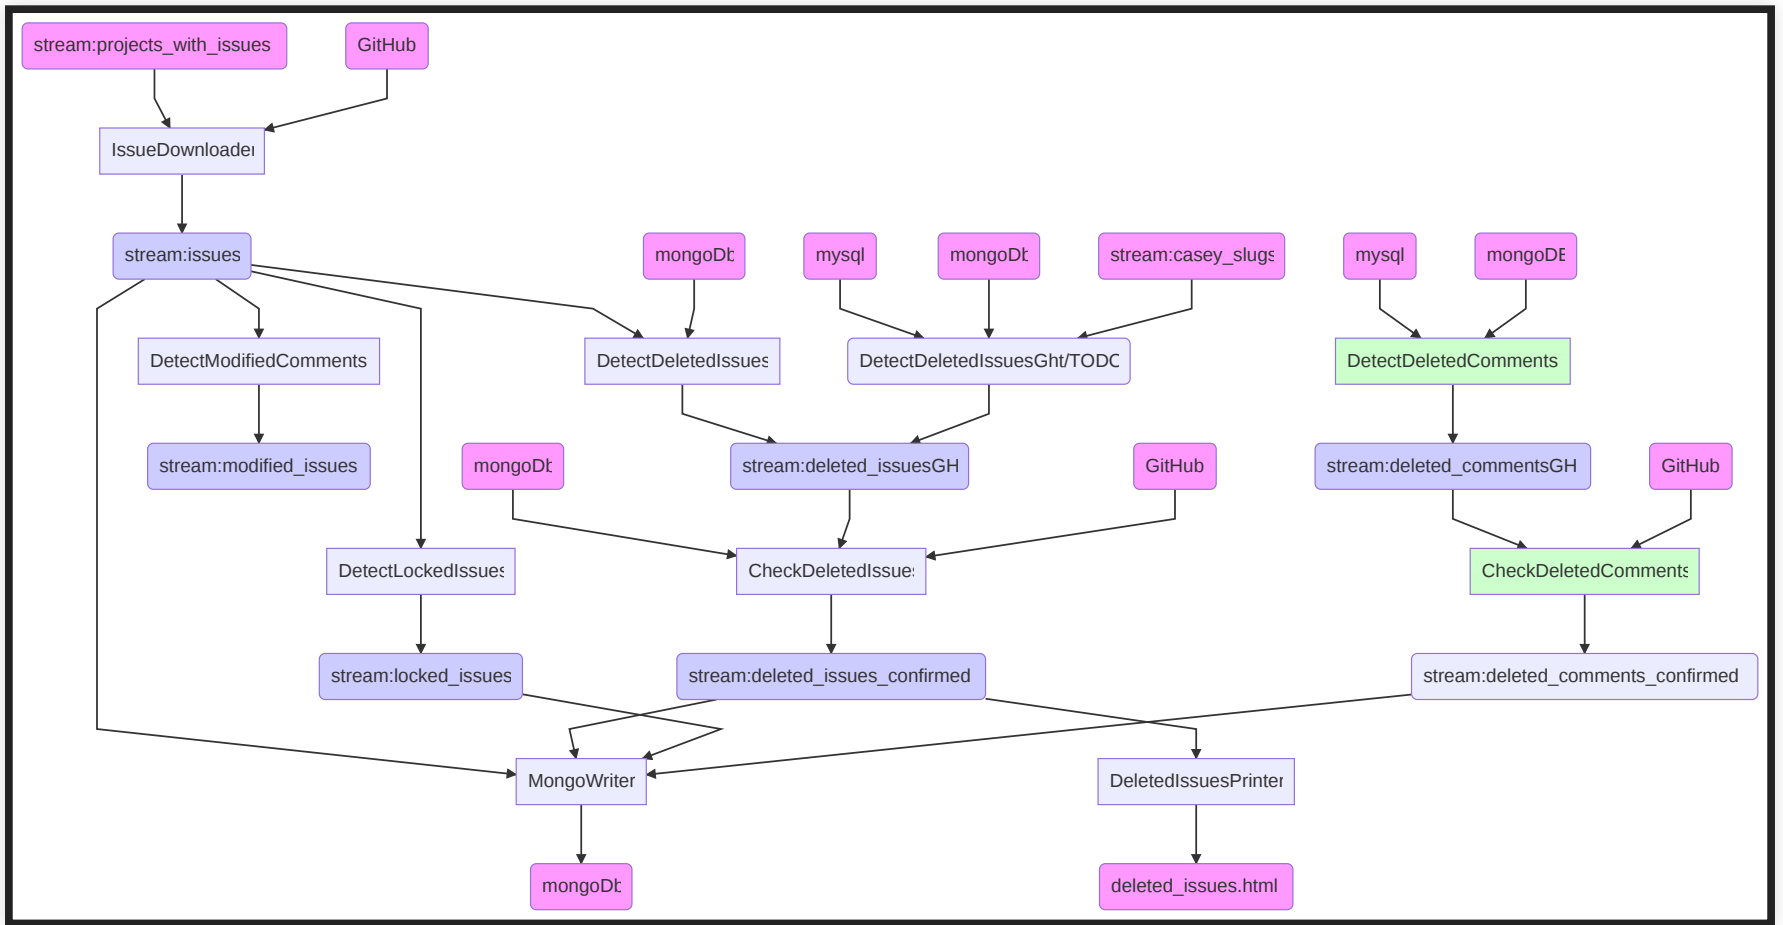 stream:projects_with_issues
GitHub
IssueDownloader
stream:issues
mongoDb
mysql
mongoDb
stream:casey_slugs
mysql
mongoDB
DetectModifiedComments
DetectDeletedIssues
DetectDeletedIssuesGht/TODO
DetectDeletedComments
stream:modified_issues
mongoDb
stream:deleted_issuesGH
GitHub
stream:deleted_commentsGH
GitHub
DetectLockedIssues
CheckDeletedIssues
CheckDeletedComments
stream:locked_issues
stream:deleted_issues_confirmed
stream:deleted_comments_confirmed
MongoWriter
DeletedIssuesPrinter
mongoDb
deleted_issues.html